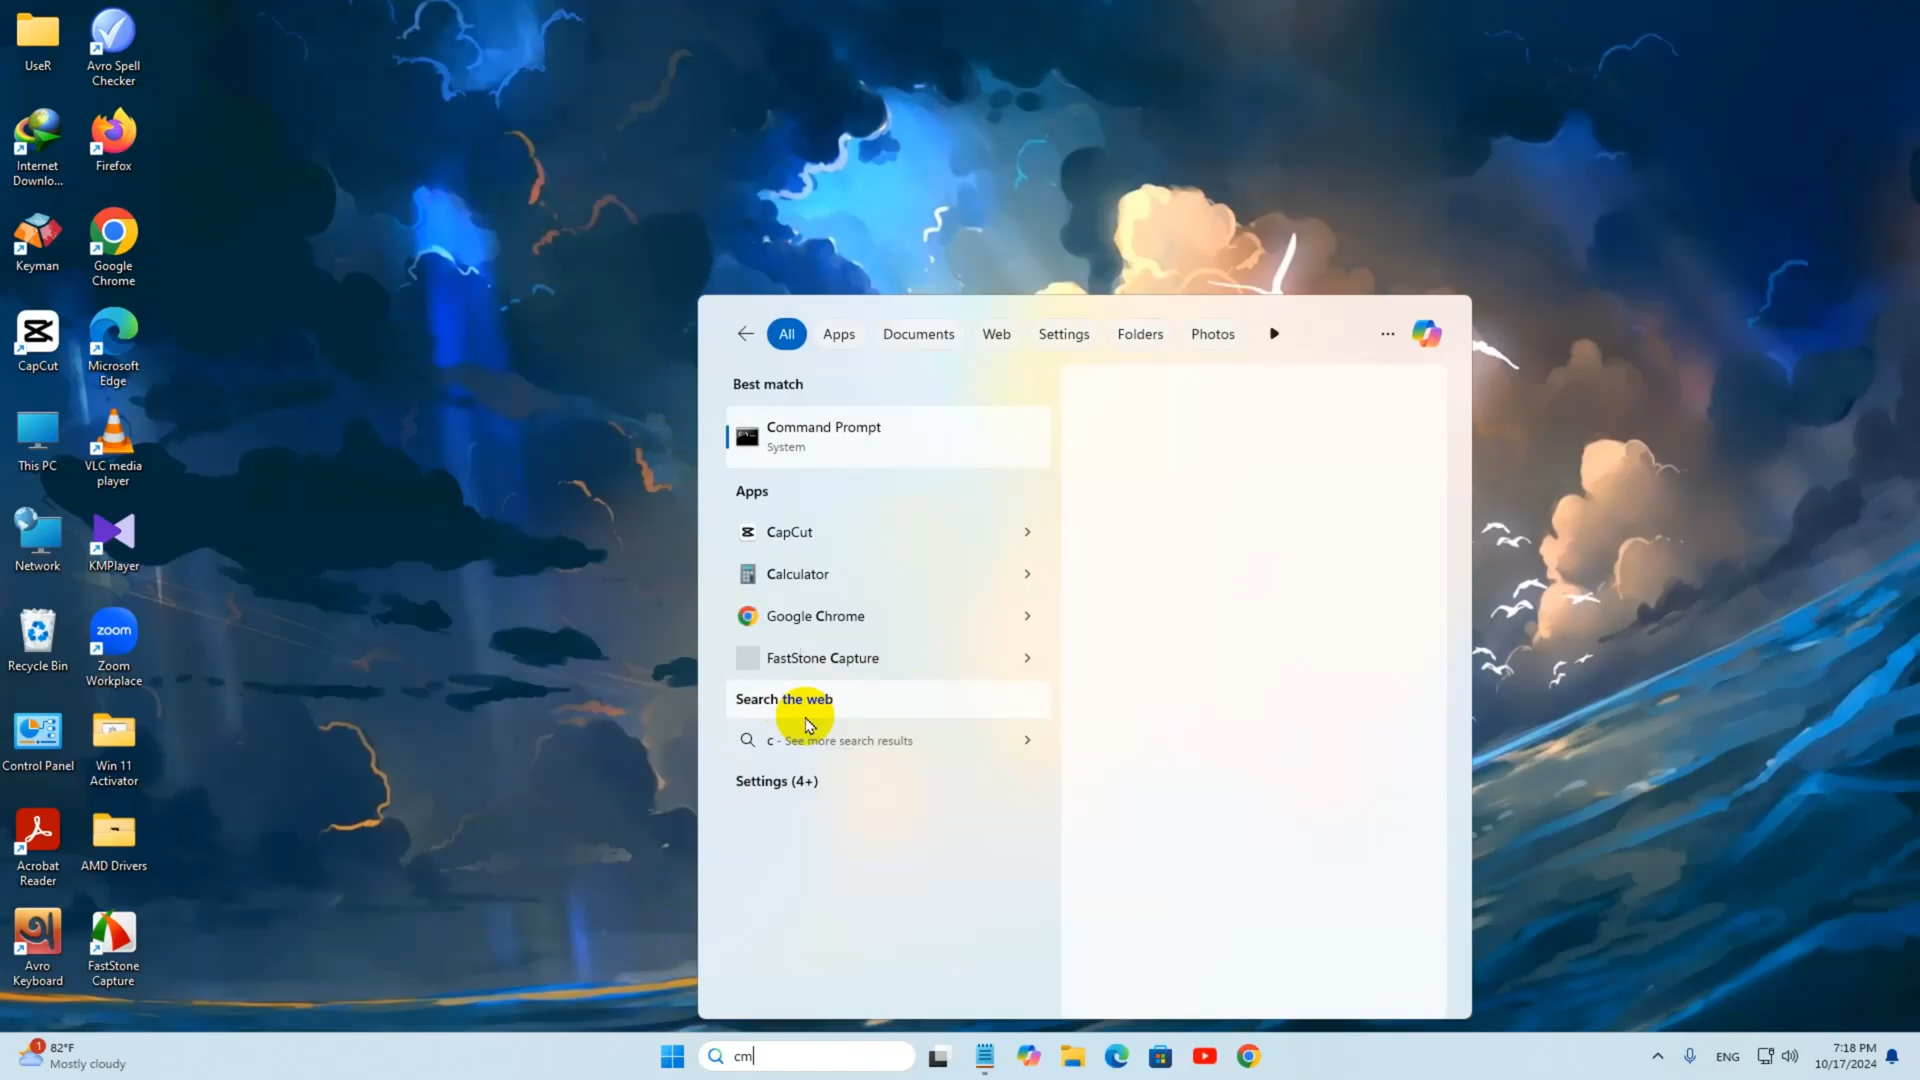 UseR
Avro Spell
Checker
Internet
Downlo...
Firefox
Keyman
Google
Chrome
CapCut
Microsoft
Edge
This PC
VLC media
player
Network
KMPlayer
Recycle Bin
zoom
Zoom
Workplace
Control Panel
Win 11
Activator
Acrobat
Reader
AMD Drivers
Avro
Keyboard
FastStone
Capture
All
Apps
Documents
Web
Settings
Folders
Photos
...
Best match
Command Prompt
System
Apps
CapCut
Calculator
Google Chrome
FastStone Capture
Search the web
c - See more search results
Settings (4+)
1
82°F
Mostly cloudy
cm
ENG
7:18 PM
10/17/2024